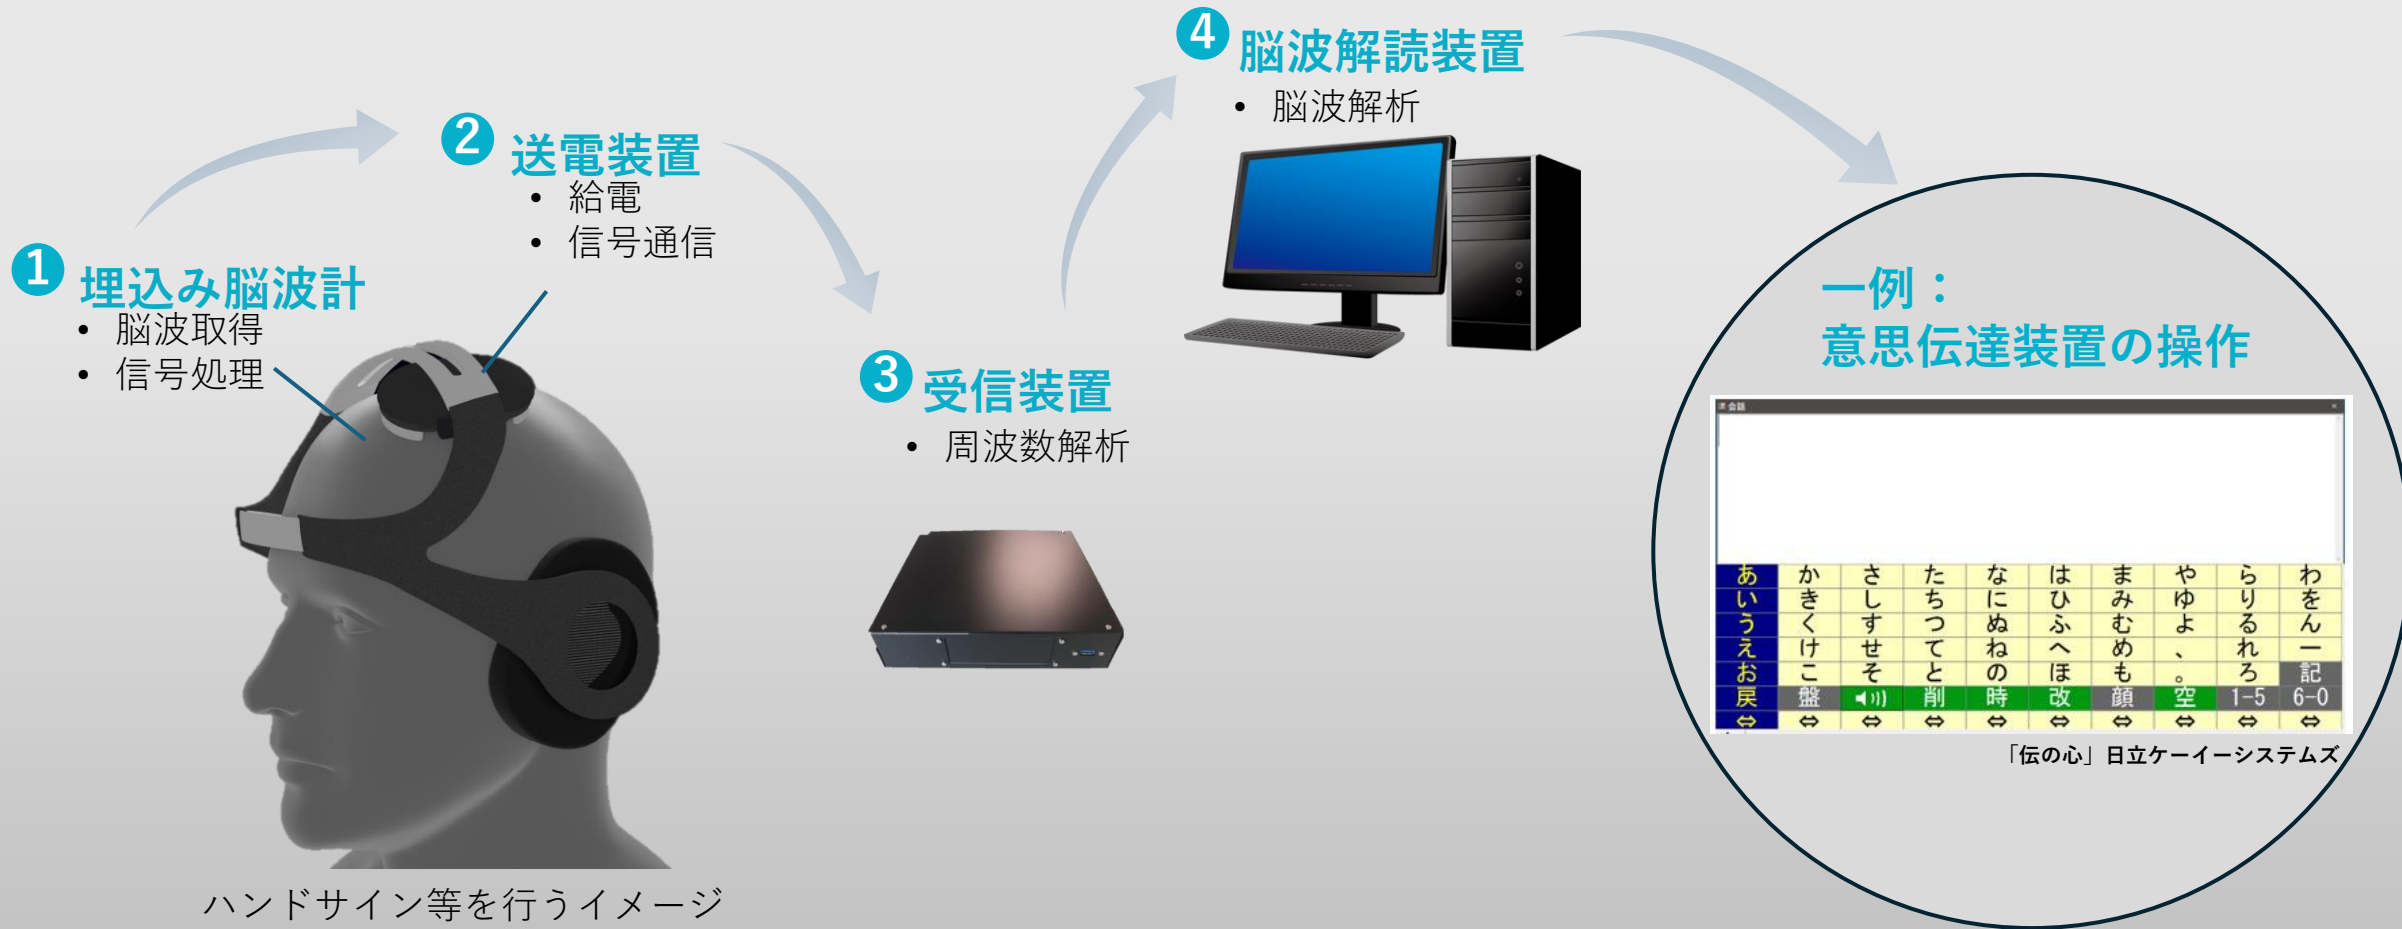 ❶ 埋込み脳波計
• 脳波取得
• 信号処理
❷ 送電装置
• 給電
• 信号通信
❸ 受信装置
• 周波数解析
❹ 脳波解読装置
• 脳波解析
一例：
意思伝達装置の操作
会話
あ か さ た な は ま や ら わ
い き し ち に ひ み ゆ り を
う く す つ ぬ ふ む よ る ん
え け せ て ね へ め 、 れ ー
お こ そ と の ほ も 。 ろ 記
戻 盤 削 時 改 顔 空 1-5 6-0
⇔ ⇔ ⇔ ⇔ ⇔ ⇔ ⇔ ⇔ ⇔ ⇔
「伝の心」日立ケーイーシステムズ
ハンドサイン等を行うイメージ